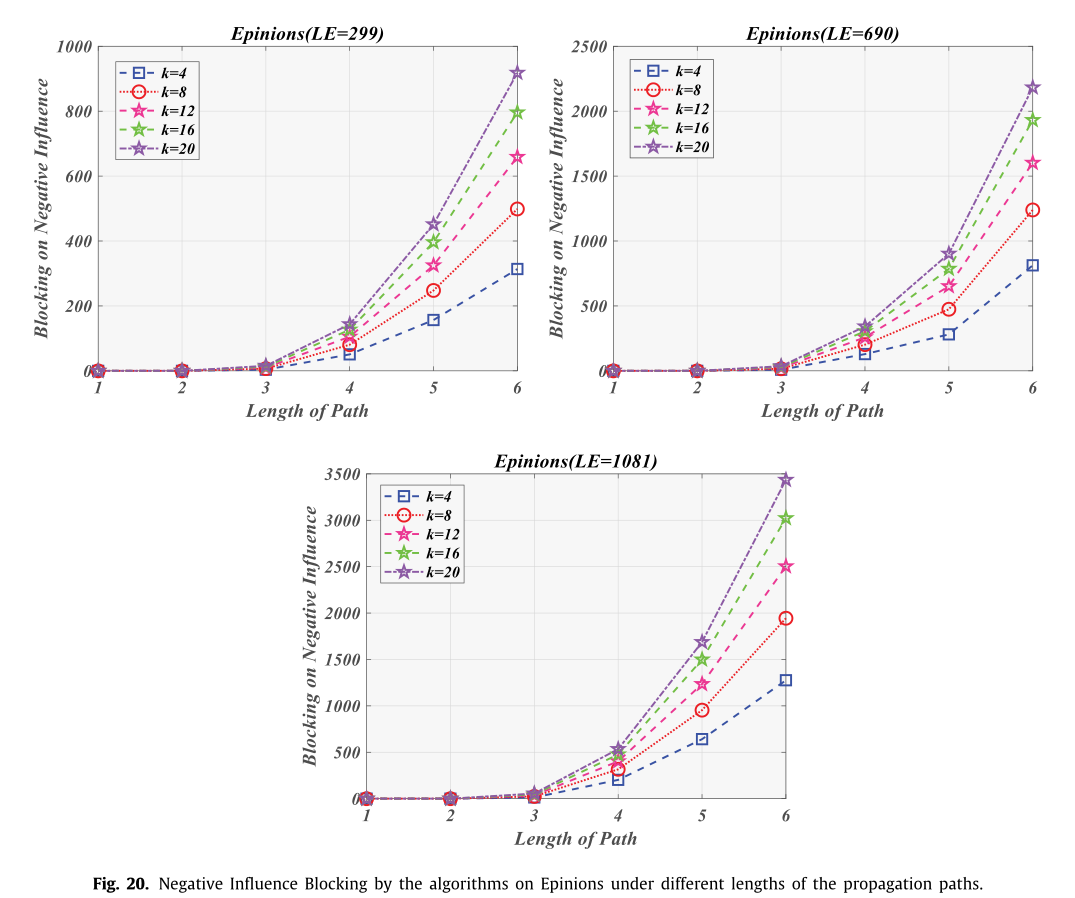 Epinions(LE=299)
1000
800
600
400
200
0
1 2 3 4 5 6
Blocking on Negative Influence
Length of Path
k=4
k=8
k=12
k=16
k=20
Epinions(LE=690)
2500
2000
1500
1000
500
0
1 2 3 4 5 6
Blocking on Negative Influence
Length of Path
k=4
k=8
k=12
k=16
k=20
Epinions(LE=1081)
3500
3000
2500
2000
1500
1000
500
0
1 2 3 4 5 6
Blocking on Negative Influence
Length of Path
k=4
k=8
k=12
k=16
k=20
Fig. 20. Negative Influence Blocking by the algorithms on Epinions under different lengths of the propagation paths.